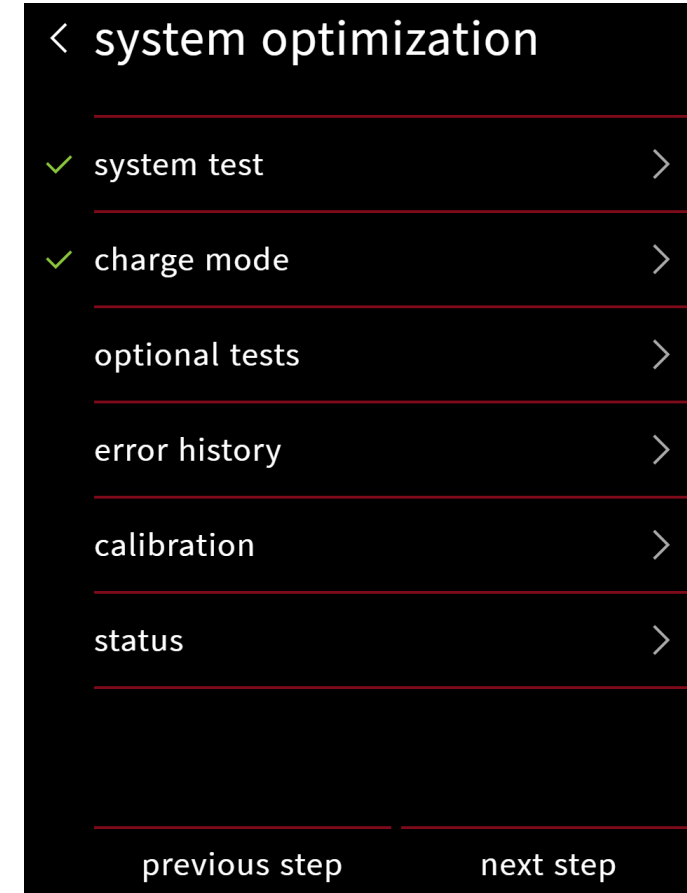 system optimization
system test
charge mode
optional tests
error history
calibration
status
previous step
next step